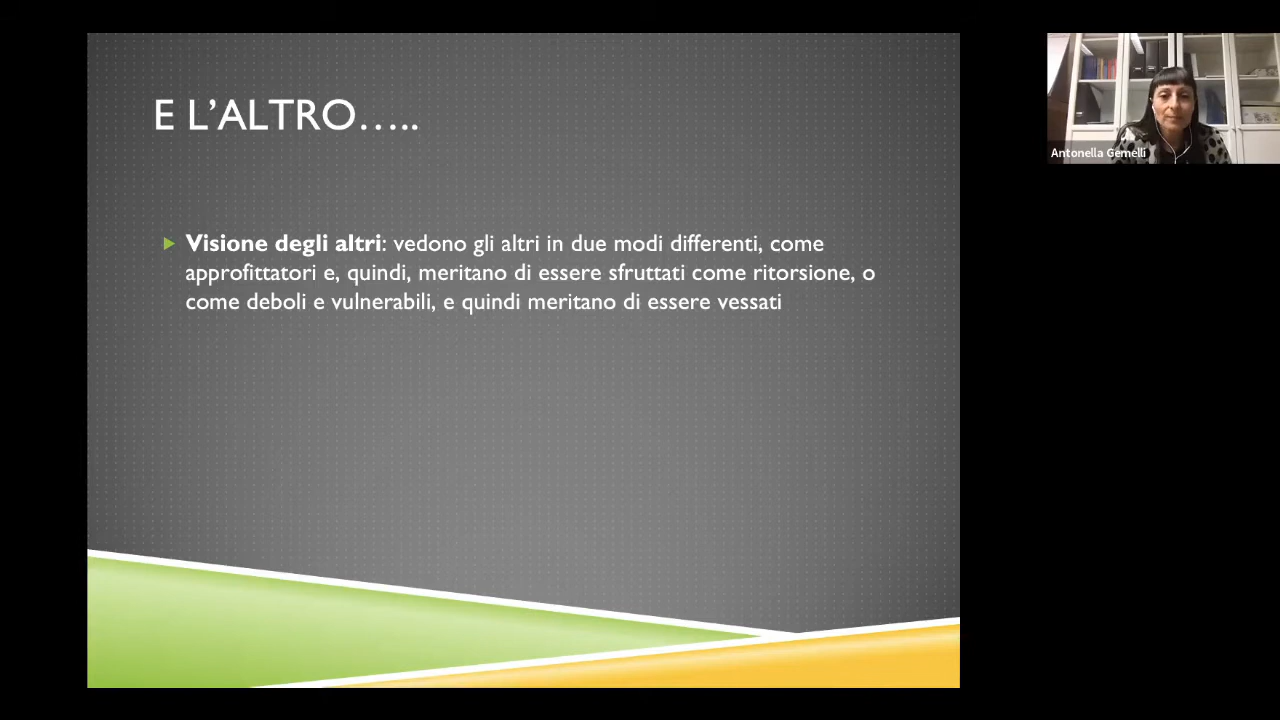 E L’ALTRO…..
Visione degli altri: vedono gli altri in due modi differenti, come
approfittatori e, quindi, meritano di essere sfruttati come ritorsione, o
come deboli e vulnerabili, e quindi meritano di essere vessati
Antonella Gemelli